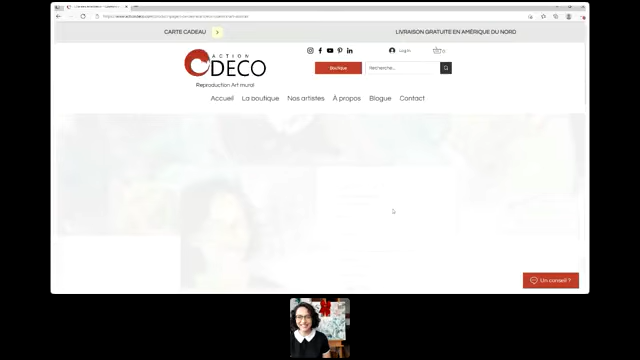 CARTE CADEAU >
LIVRAISON GRATUITE EN AMÉRIQUE DU NORD
ACTION
DECO
Reproduction Art mural
Log In
0
Boutique
Recherche...
Accueil La boutique Nos artistes À propos Blogue Contact
Un conseil ?